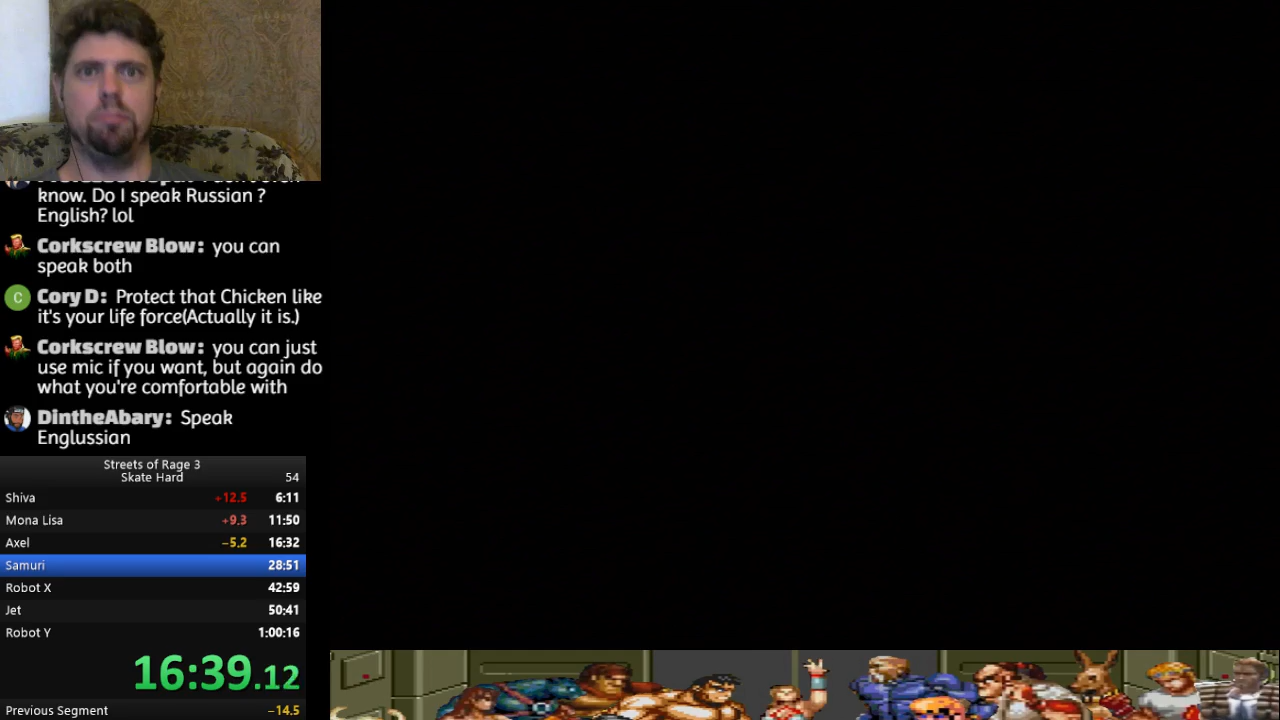 know. Do I speak Russian ?
English? lol
Corkscrew Blow: you can
speak both
C Cory D: Protect that Chicken like
it's your life force(Actually it is.)
Corkscrew Blow: you can just
use mic if you want, but again do
what you're comfortable with
DintheAbary: Speak
Englussian
Streets of Rage 3
Skate Hard 54
Shiva +12.5 6:11
Mona Lisa +9.3 11:50
Axel −5.2 16:32
Samuri 28:51
Robot X 42:59
Jet 50:41
Robot Y 1:00:16
16:39.12
Previous Segment −14.5